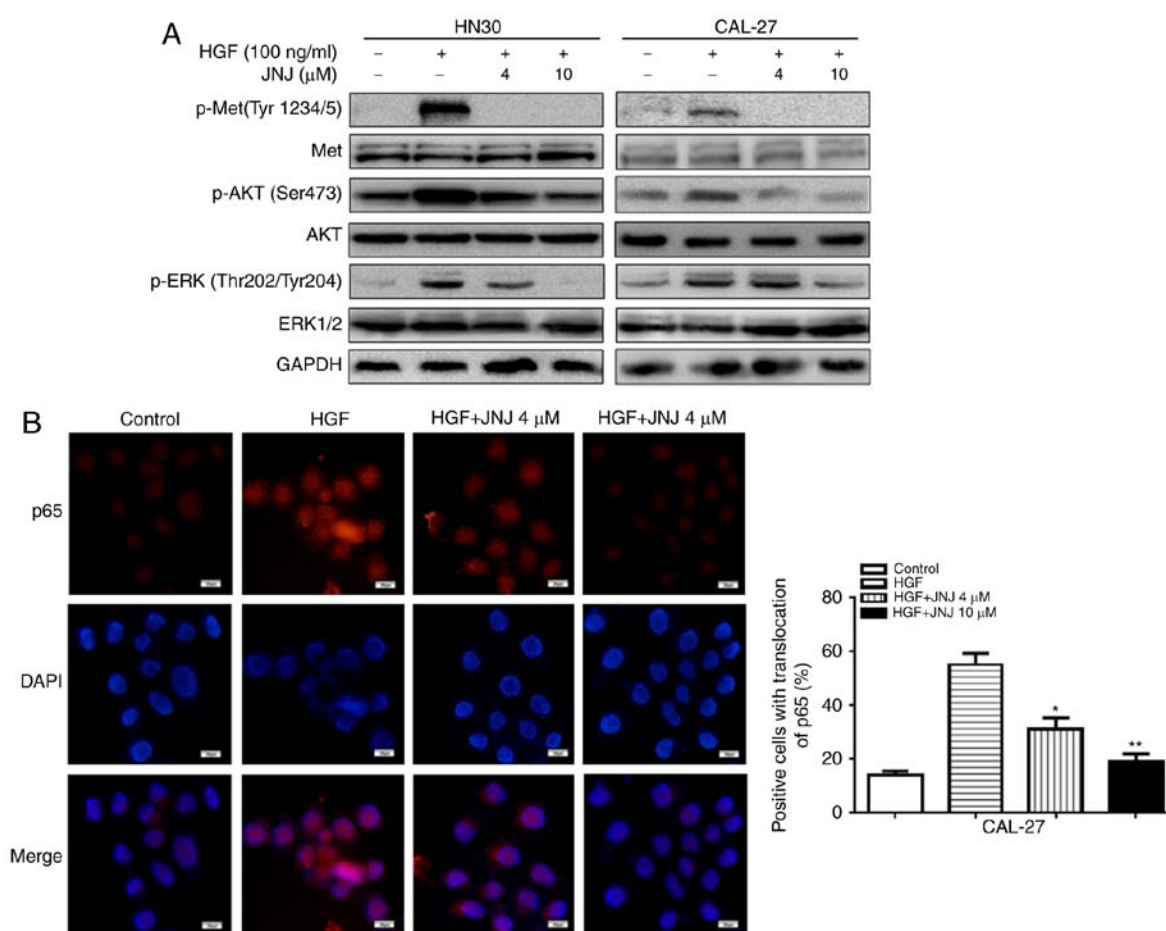 A
HN30 CAL-27
HGF (100 ng/ml) – + + + – + + +
JNJ (μM) – – 4 10 – – 4 10
p-Met(Tyr 1234/5)
Met
p-AKT (Ser473)
AKT
p-ERK (Thr202/Tyr204)
ERK1/2
GAPDH
B
Control HGF HGF+JNJ 4 μM HGF+JNJ 4 μM
p65
DAPI
Merge
Control
HGF
HGF+JNJ 4 μM
HGF+JNJ 10 μM
Positive cells with translocation
of p65 (%)
80
60
40
20
0
*
**
CAL-27